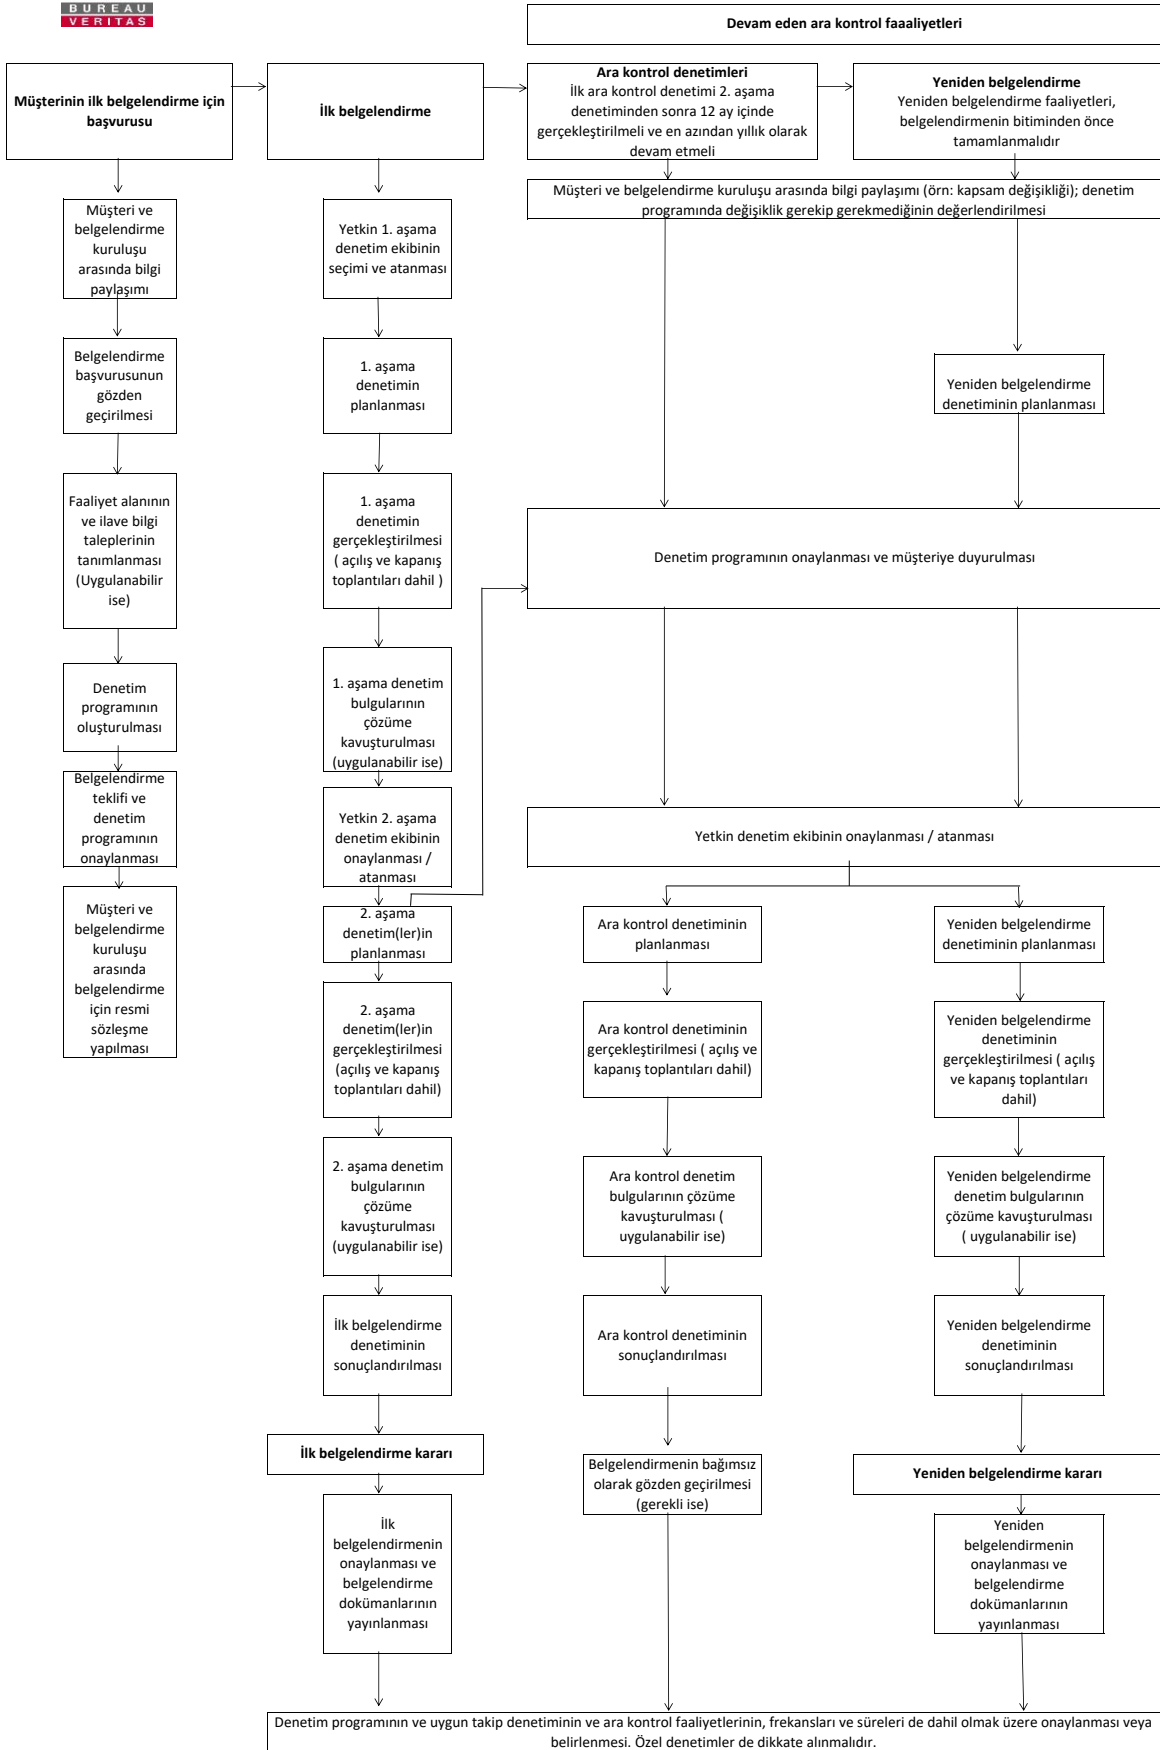 BUREAU
VERITAS
Devam eden ara kontrol faaaliyetleri
Müşterinin ilk belgelendirme için
başvurusu
İlk belgelendirme
Ara kontrol denetimleri
İlk ara kontrol denetimi 2. aşama
denetiminden sonra 12 ay içinde
gerçekleştirilmeli ve en azından yıllık olarak
devam etmeli
Yeniden belgelendirme
Yeniden belgelendirme faaliyetleri,
belgelendirmenin bitiminden önce
tamamlanmalıdır
Müşteri ve belgelendirme kuruluşu arasında bilgi paylaşımı (örn: kapsam değişikliği); denetim
programında değişiklik gerekip gerekmediğinin değerlendirilmesi
Müşteri ve
belgelendirme
kuruluşu
arasında bilgi
paylaşımı
Belgelendirme
başvurusunun
gözden
geçirilmesi
Faaliyet alanının
ve ilave bilgi
taleplerinin
tanımlanması
(Uygulanabilir
ise)
Denetim
programının
oluşturulması
Belgelendirme
teklifi ve
denetim
programının
onaylanması
Müşteri ve
belgelendirme
kuruluşu
arasında
belgelendirme
için resmi
sözleşme
yapılması
Yetkin 1. aşama
denetim ekibinin
seçimi ve atanması
1. aşama
denetimin
planlanması
1. aşama
denetimin
gerçekleştirilmesi
( açılış ve kapanış
toplantıları dahil )
1. aşama denetim
bulgularının
çözüme
kavuşturulması
(uygulanabilir ise)
Yetkin 2. aşama
denetim ekibinin
onaylanması /
atanması
2. aşama
denetim(ler)in
planlanması
2. aşama
denetim(ler)in
gerçekleştirilmesi
(açılış ve kapanış
toplantıları dahil)
2. aşama denetim
bulgularının
çözüme
kavuşturulması
(uygulanabilir ise)
İlk belgelendirme
denetiminin
sonuçlandırılması
İlk belgelendirme kararı
İlk
belgelendirmenin
onaylanması ve
belgelendirme
dokümanlarının
yayınlanması
Yeniden belgelendirme
denetiminin planlanması
Denetim programının onaylanması ve müşteriye duyurulması
Yetkin denetim ekibinin onaylanması / atanması
Ara kontrol denetiminin
planlanması
Ara kontrol denetiminin
gerçekleştirilmesi ( açılış ve
kapanış toplantıları dahil)
Ara kontrol denetim
bulgularının çözüme
kavuşturulması (
uygulanabilir ise)
Ara kontrol denetiminin
sonuçlandırılması
Belgelendirmenin bağımsız
olarak gözden geçirilmesi
(gerekli ise)
Yeniden belgelendirme
denetiminin planlanması
Yeniden belgelendirme
denetiminin
gerçekleştirilmesi ( açılış
ve kapanış toplantıları
dahil)
Yeniden belgelendirme
denetim bulgularının
çözüme kavuşturulması
( uygulanabilir ise)
Yeniden belgelendirme
denetiminin
sonuçlandırılması
Yeniden belgelendirme kararı
Yeniden
belgelendirmenin
onaylanması ve
belgelendirme
dokümanlarının
yayınlanması
Denetim programının ve uygun takip denetiminin ve ara kontrol faaliyetlerinin, frekansları ve süreleri de dahil olmak üzere onaylanması veya
belirlenmesi. Özel denetimler de dikkate alınmalıdır.